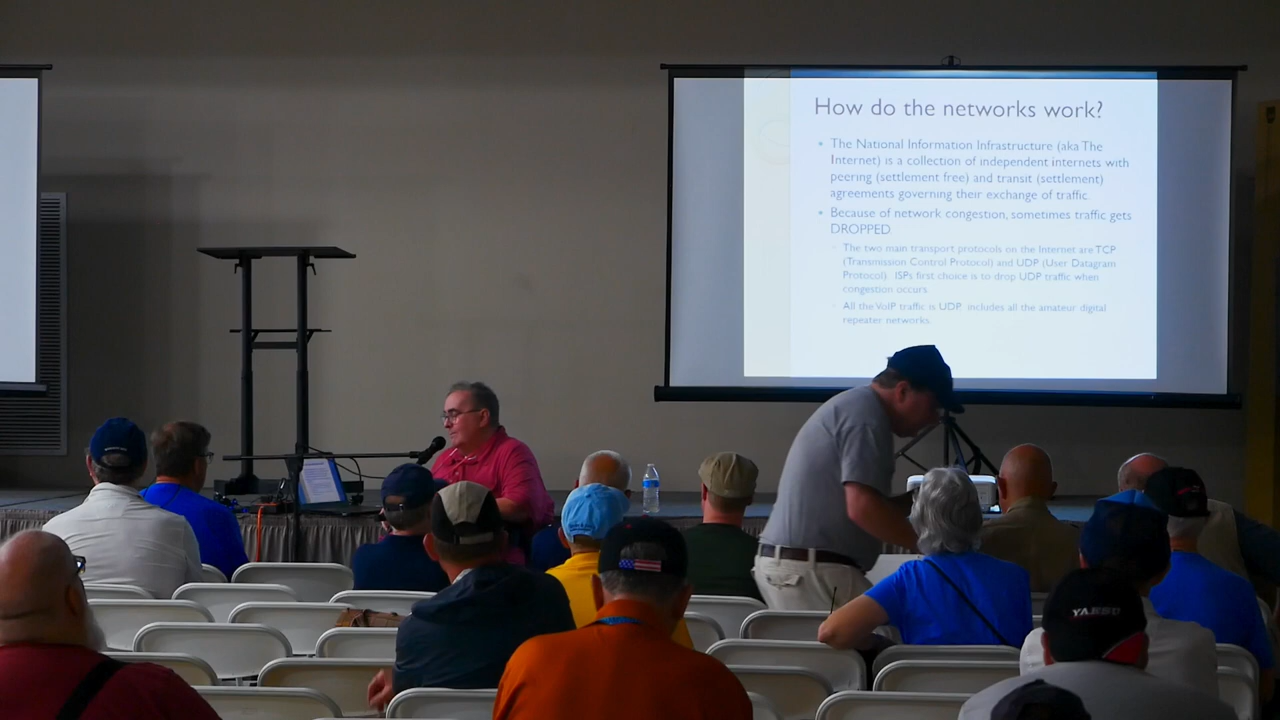 How do the networks work?
The National Information Infrastructure (aka The
Internet) is a collection of independent internets with
peering (settlement free) and transit (settlement)
agreements governing their exchange of traffic.
Because of network congestion, sometimes traffic gets
DROPPED.
The two main transport protocols on the Internet are TCP
(Transmission Control Protocol) and UDP (User Datagram
Protocol). ISPs first choice is to drop UDP traffic when
congestion occurs
All the VoIP traffic is UDP includes all the amateur digital
repeater networks.
YAESU